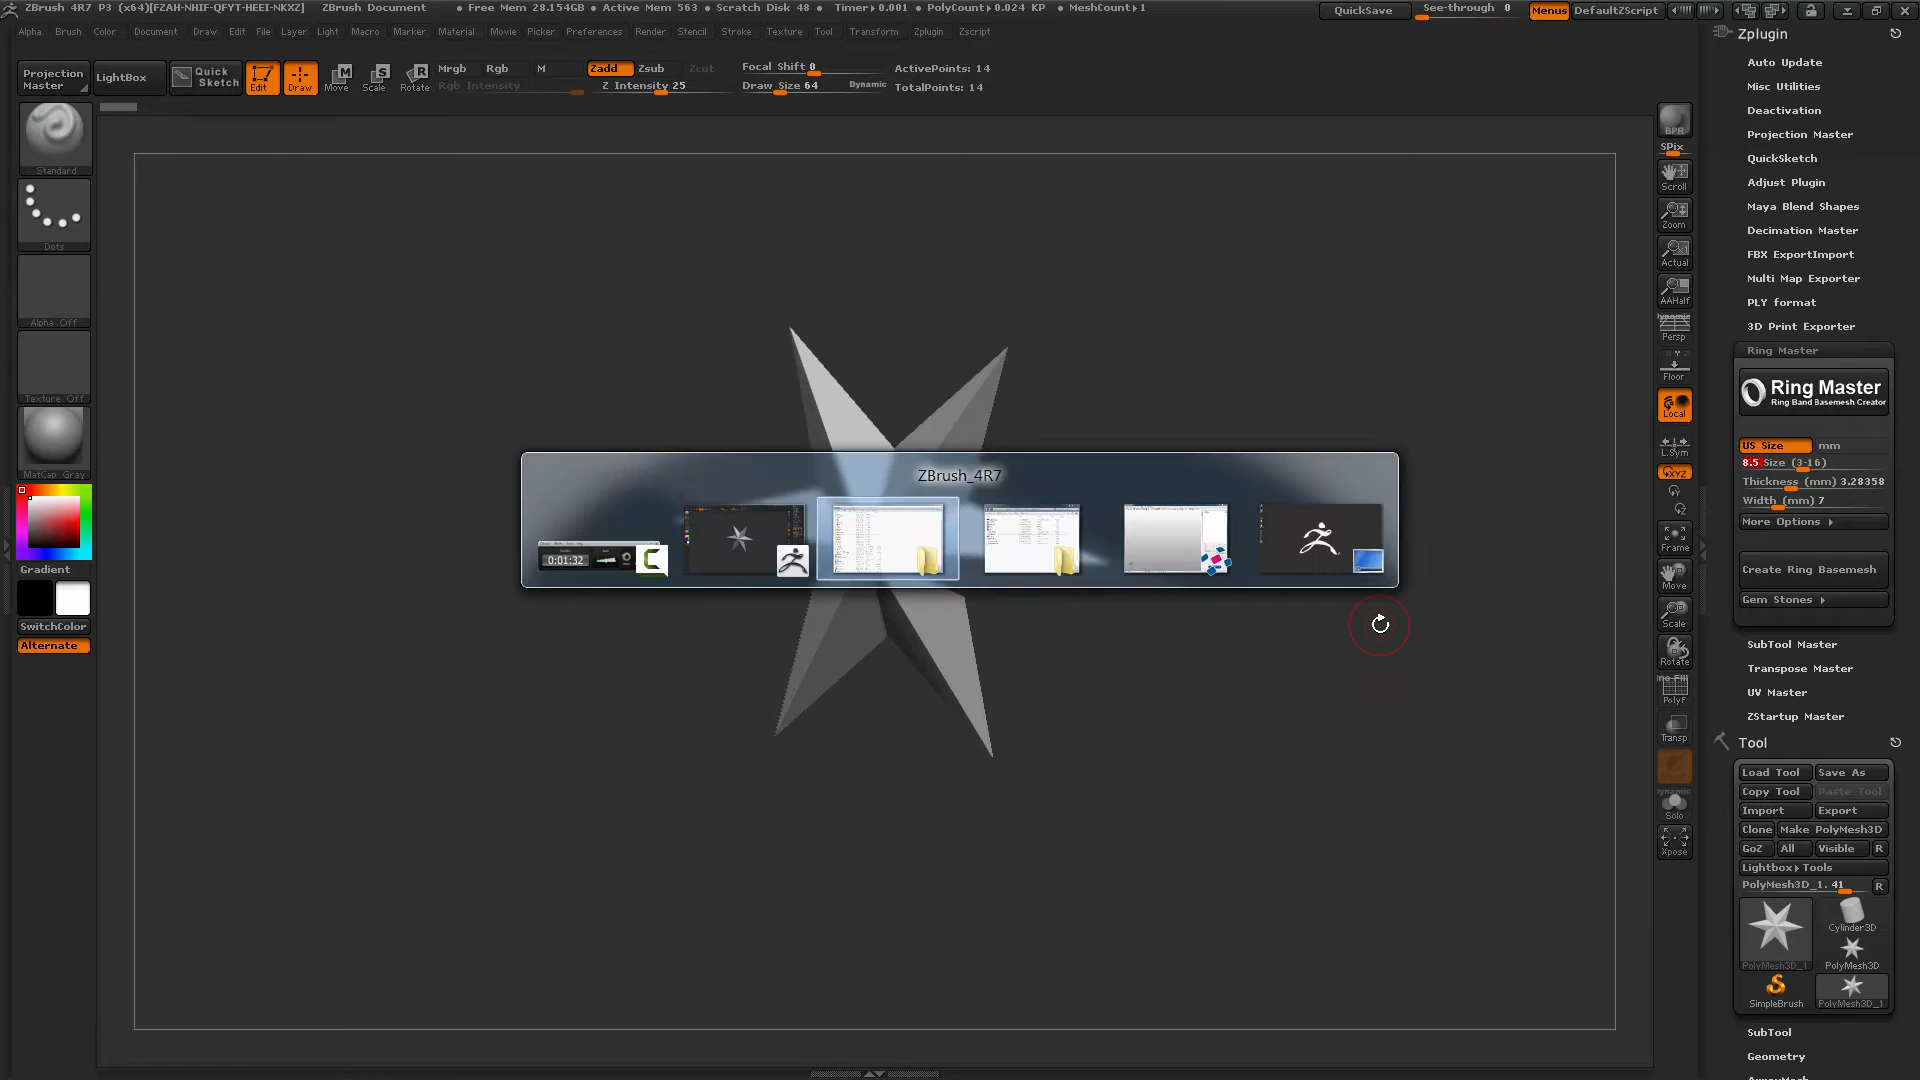 ZBrush 4R7 P3 (x64)[FZAH-NHIF-QFYT-HEEI-NKXZ] ZBrush Document • Free Mem 28.154GB • Active Mem 563 • Scratch Disk 48 • Timer▸0.001 • PolyCount▸0.024 KP • MeshCount▸1 QuickSave See-through 0 Menus DefaultZScript
Alpha Brush Color Document Draw Edit File Layer Light Macro Marker Material Movie Picker Preferences Render Stencil Stroke Texture Tool Transform Zplugin Zscript
Projection Master
LightBox
Quick Sketch
Edit
Draw
Move
Scale
Rotate
Mrgb Rgb M
Rgb Intensity
Zadd Zsub Zcut
Z Intensity 25
Focal Shift 0
Draw Size 64 Dynamic
ActivePoints: 14
TotalPoints: 14
Standard
Dots
Alpha Off
Texture Off
MatCap Gray
Gradient
SwitchColor
Alternate
ZBrush_4R7
0:01:32
BPR
SPix
Scroll
Zoom
Actual
AAHalf
Dynamic
Persp
Floor
Local
L.Sym
XYZ
Frame
Move
Scale
Rotate
PolyF
Transp
Dynamic
Solo
Xpose
Zplugin
Auto Update
Misc Utilities
Deactivation
Projection Master
QuickSketch
Adjust Plugin
Maya Blend Shapes
Decimation Master
FBX ExportImport
Multi Map Exporter
PLY format
3D Print Exporter
Ring Master
Ring Master
Ring Band Basemesh Creator
US Size mm
8.5 Size (3-16)
Thickness (mm) 3.28358
Width (mm) 7
More Options ▸
Create Ring Basemesh
Gem Stones ▸
SubTool Master
Transpose Master
UV Master
ZStartup Master
Tool
Load Tool Save As
Copy Tool Paste Tool
Import Export
Clone Make PolyMesh3D
GoZ All Visible R
Lightbox▸Tools
PolyMesh3D_1. 41 R
PolyMesh3D_1
Cylinder3D
PolyMesh3D
SimpleBrush
PolyMesh3D_1
SubTool
Geometry